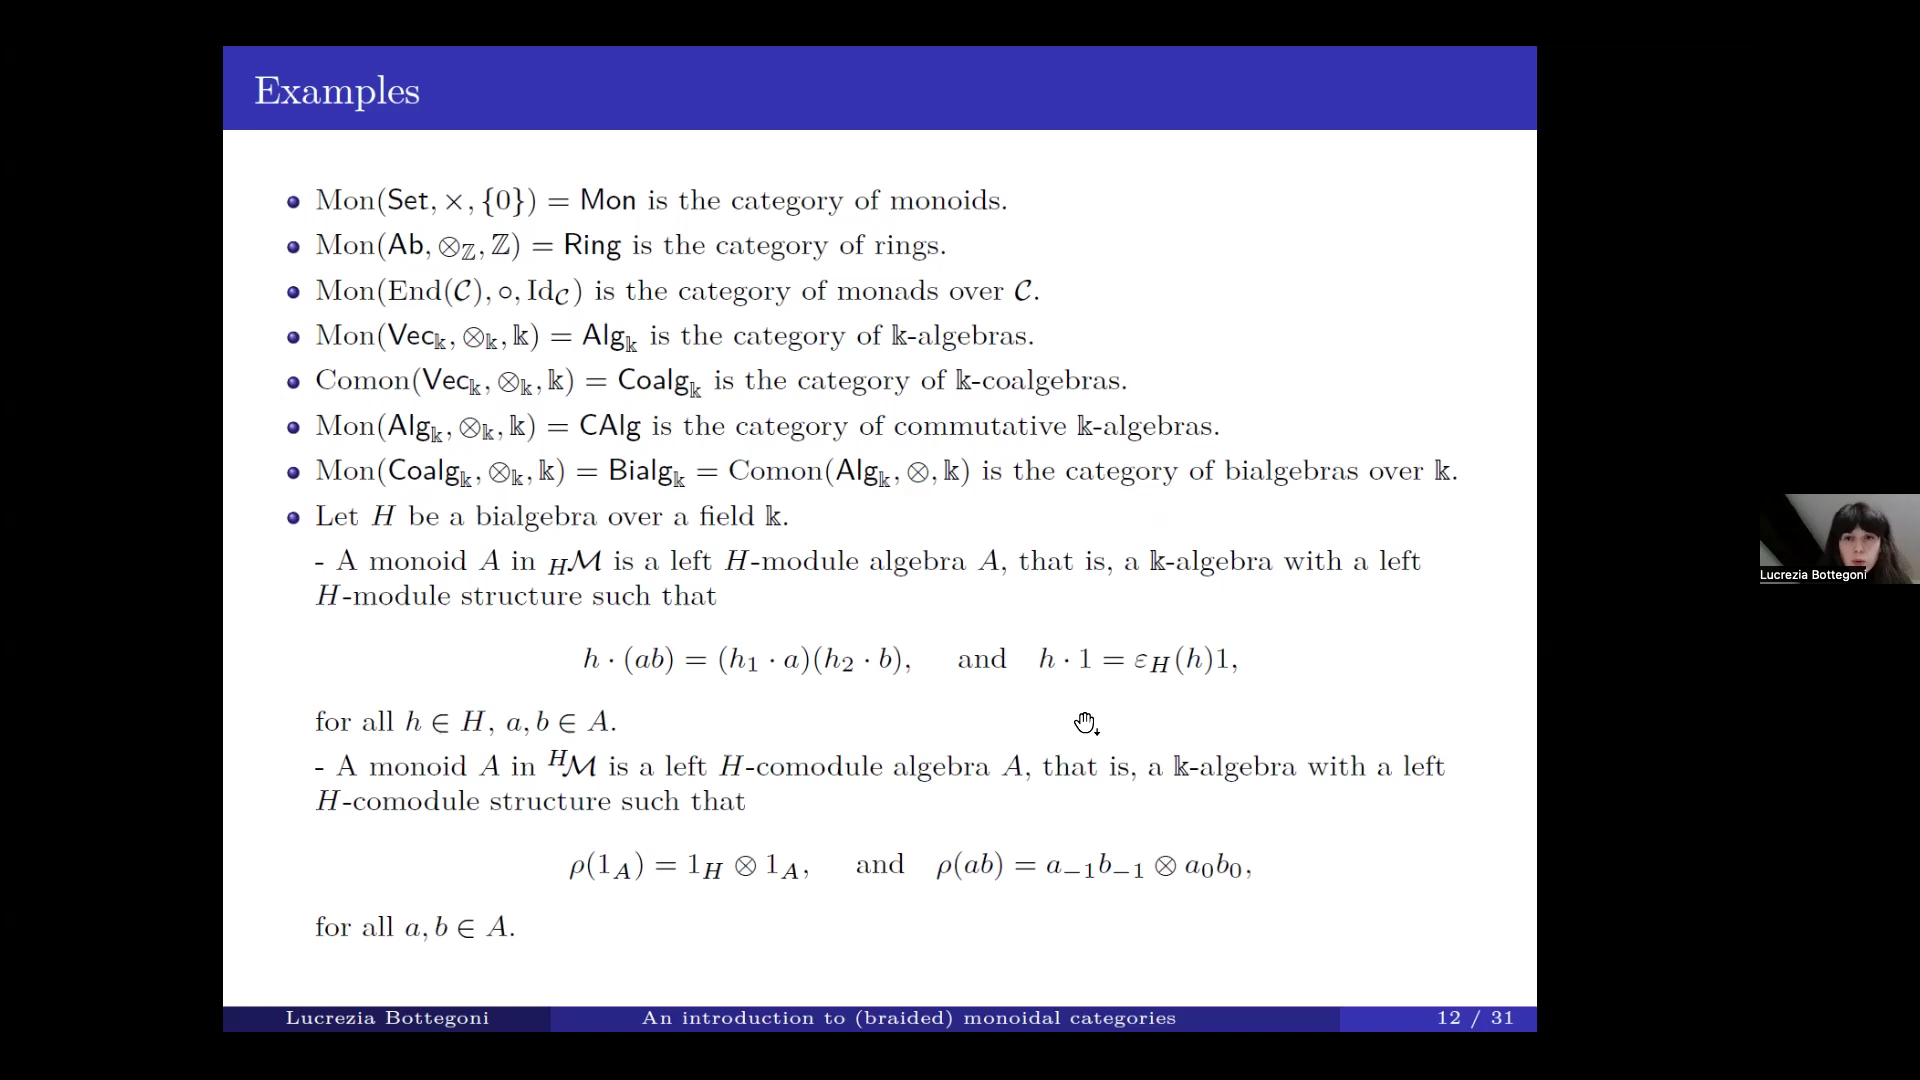 Examples
Mon(Set, ×, {0}) = Mon is the category of monoids.
Mon(Ab, ⊗_ℤ, ℤ) = Ring is the category of rings.
Mon(End(𝒞), ∘, Id_𝒞) is the category of monads over 𝒞.
Mon(Vec_𝕜, ⊗_𝕜, 𝕜) = Alg_𝕜 is the category of 𝕜-algebras.
Comon(Vec_𝕜, ⊗_𝕜, 𝕜) = Coalg_𝕜 is the category of 𝕜-coalgebras.
Mon(Alg_𝕜, ⊗_𝕜, 𝕜) = CAlg is the category of commutative 𝕜-algebras.
Mon(Coalg_𝕜, ⊗_𝕜, 𝕜) = Bialg_𝕜 = Comon(Alg_𝕜, ⊗, 𝕜) is the category of bialgebras over 𝕜.
Let H be a bialgebra over a field 𝕜.
- A monoid A in _Hℳ is a left H-module algebra A, that is, a 𝕜-algebra with a left
H-module structure such that
h · (ab) = (h₁ · a)(h₂ · b), and h · 1 = ε_H(h)1,
for all h ∈ H, a, b ∈ A.
- A monoid A in ^Hℳ is a left H-comodule algebra A, that is, a 𝕜-algebra with a left
H-comodule structure such that
ρ(1_A) = 1_H ⊗ 1_A, and ρ(ab) = a₋₁b₋₁ ⊗ a₀b₀,
for all a, b ∈ A.
Lucrezia Bottegoni
Lucrezia Bottegoni An introduction to (braided) monoidal categories 12 / 31